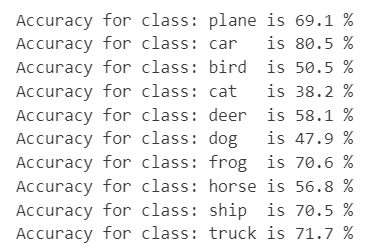 Accuracy for class: plane is 69.1 %
Accuracy for class: car   is 80.5 %
Accuracy for class: bird  is 50.5 %
Accuracy for class: cat   is 38.2 %
Accuracy for class: deer  is 58.1 %
Accuracy for class: dog   is 47.9 %
Accuracy for class: frog  is 70.6 %
Accuracy for class: horse is 56.8 %
Accuracy for class: ship  is 70.5 %
Accuracy for class: truck is 71.7 %